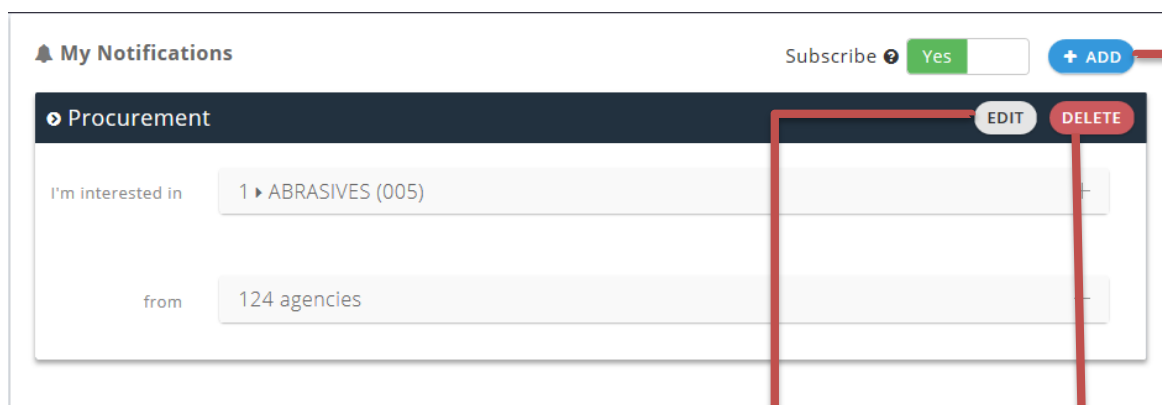 My Notifications Subscribe Yes + ADD
Procurement EDIT DELETE
I'm interested in 1 ABRASIVES (005) +
from 124 agencies